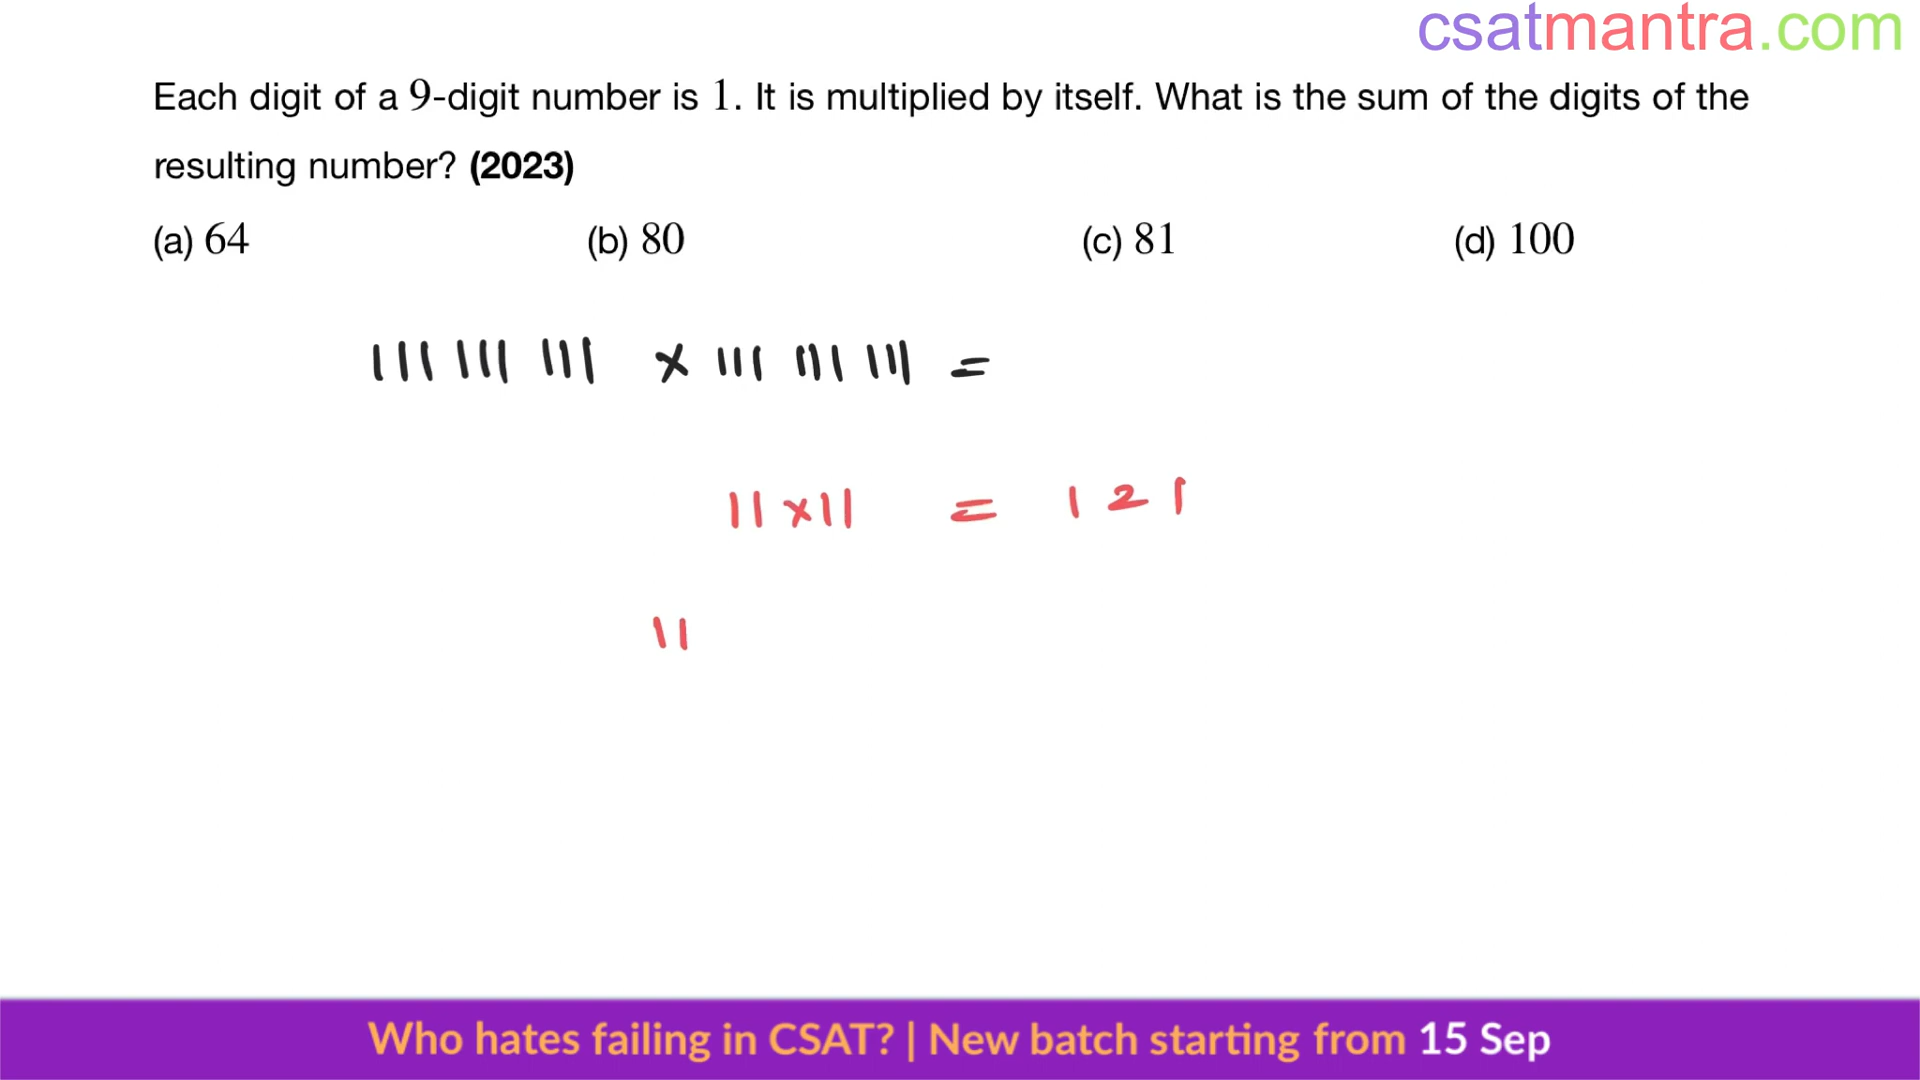 csatmantra.com
Each digit of a 9-digit number is 1. It is multiplied by itself. What is the sum of the digits of the
resulting number? (2023)
(a) 64 (b) 80 (c) 81 (d) 100
111 111 111 × 111 111 111 =
11 × 11 = 121
11
Who hates failing in CSAT? | New batch starting from 15 Sep